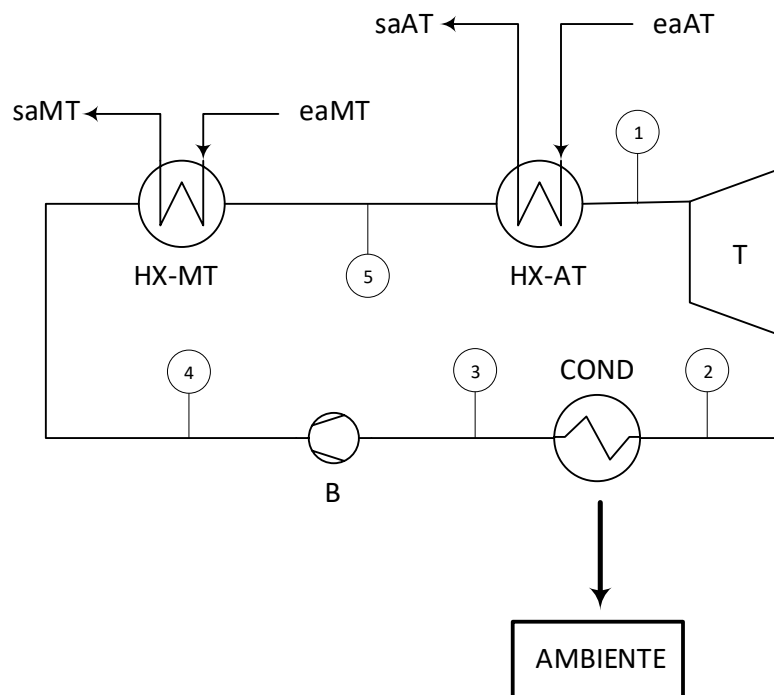 saAT
eaAT
saMT
eaMT
1
HX-MT
5
HX-AT
T
4
3
COND
2
B
AMBIENTE